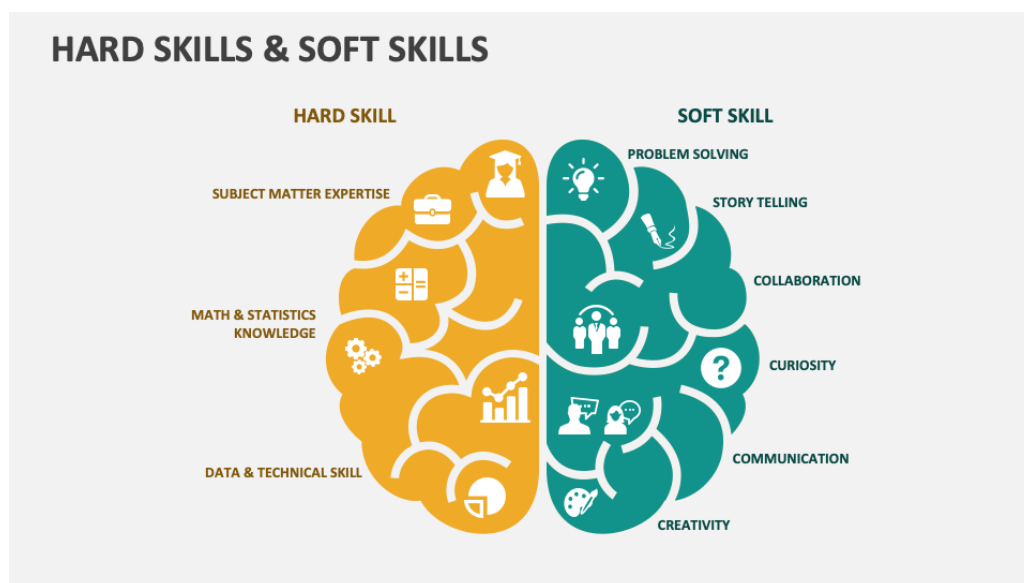 HARD SKILLS & SOFT SKILLS
HARD SKILL
SUBJECT MATTER EXPERTISE
MATH & STATISTICS
KNOWLEDGE
DATA & TECHNICAL SKILL
SOFT SKILL
PROBLEM SOLVING
STORY TELLING
COLLABORATION
CURIOSITY
COMMUNICATION
CREATIVITY
?